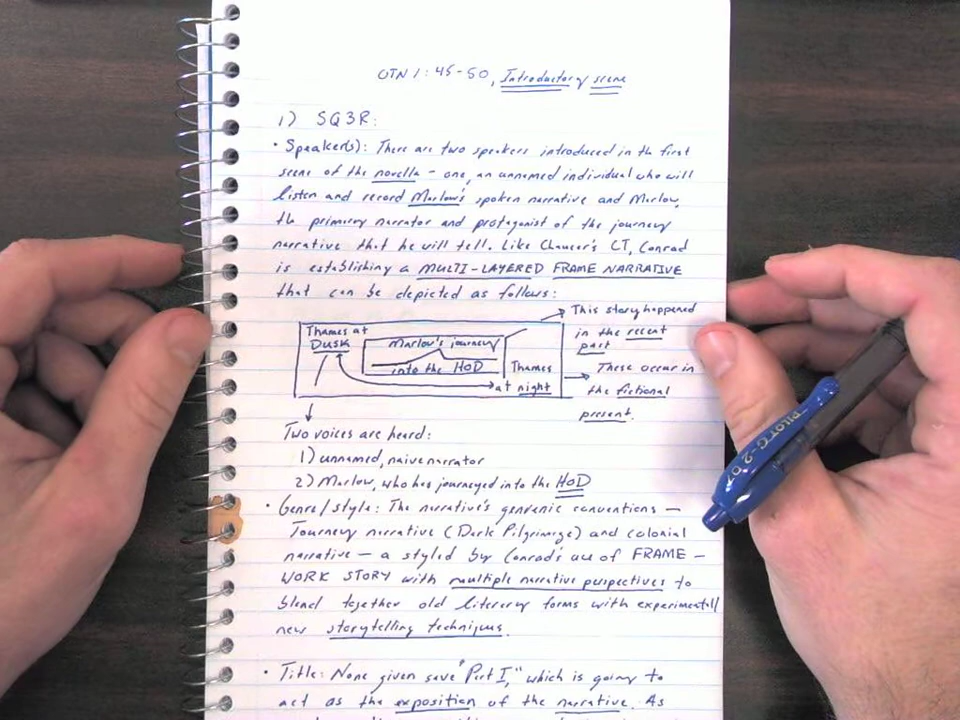 OTN 1: 45-50, Introductory scene
1) SQ3R:
• Speaker(s): There are two speakers introduced in th first
scene of the novella - one, an unnamed individual who will
listen and record Marlow's spoken narrative and Marlow,
th primary narrator and protagonist of the journey
narrative that he will tell. Like Chaucer's CT, Conrad
is establishing a MULTI-LAYERED FRAME NARRATIVE
that can be depicted as follows:
This story happened
in the recent
past
Thames at
DUSK
Marlow's journey
into the HoD
Thames
at night
These occur in
the fictional
present.
Two voices are heard:
1) unnamed, naive narrator
2) Marlow, who has journeyed into the HoD
• Genre/style: The narrative's generic conventions -
Journey narrative (Dark Pilgrimage) and colonial
narrative - a styled by Conrad's use of FRAME -
WORK STORY with multiple narrative perspectives to
blend together old literary forms with experimentally
new storytelling techniques.
• Title: None given save "Part I," which is going to
act as the exposition of the narrative. As
PILOT G-2 07